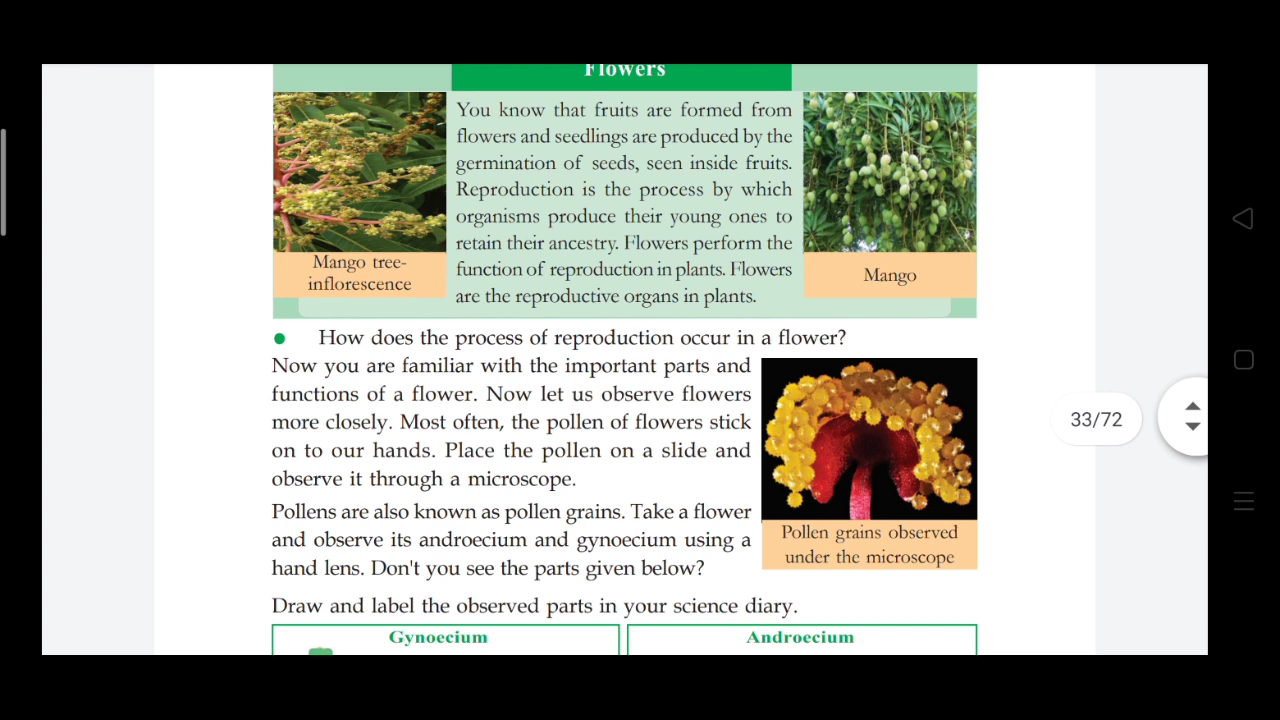 Flowers
You know that fruits are formed from
flowers and seedlings are produced by the
germination of seeds, seen inside fruits.
Reproduction is the process by which
organisms produce their young ones to
retain their ancestry. Flowers perform the
function of reproduction in plants. Flowers
are the reproductive organs in plants.
Mango tree-
inflorescence
Mango
● How does the process of reproduction occur in a flower?
Now you are familiar with the important parts and
functions of a flower. Now let us observe flowers
more closely. Most often, the pollen of flowers stick
on to our hands. Place the pollen on a slide and
observe it through a microscope.
Pollens are also known as pollen grains. Take a flower
and observe its androecium and gynoecium using a
hand lens. Don't you see the parts given below?
Pollen grains observed
under the microscope
Draw and label the observed parts in your science diary.
Gynoecium
Androecium
33/72